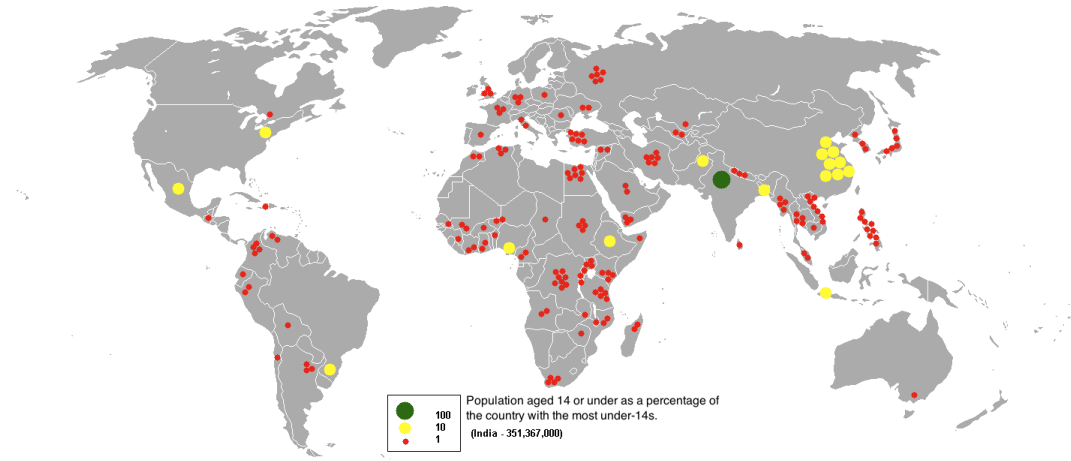 Population aged 14 or under as a percentage of
the country with the most under-14s.
(India - 351,367,000)
100
10
1